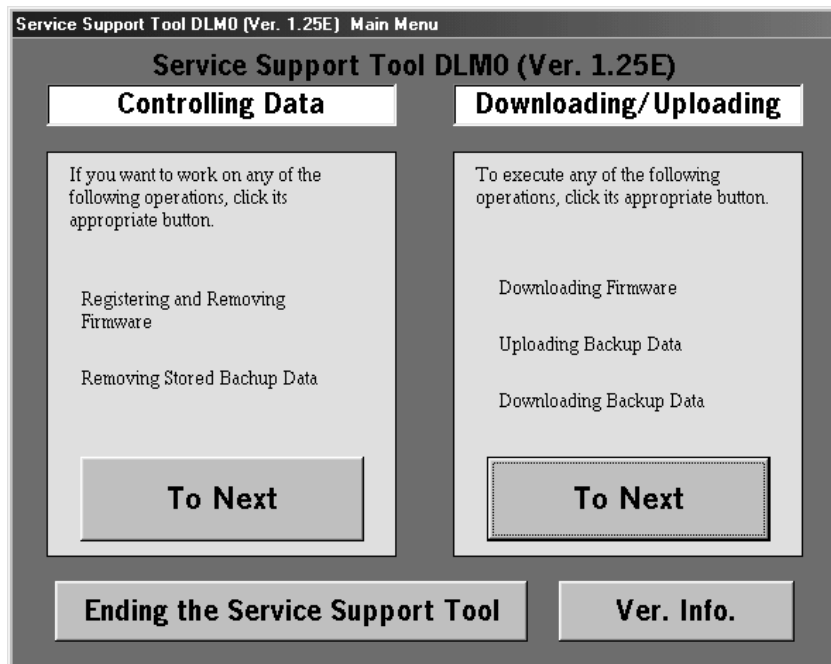 Service Support Tool DLM0 (Ver. 1.25E)  Main Menu
Service Support Tool DLM0 (Ver. 1.25E)
Controlling Data
If you want to work on any of the
following operations, click its
appropriate button.
Registering and Removing
Firmware
Removing Stored Bachup Data
To Next
Downloading/Uploading
To execute any of the following
operations, click its appropriate button.
Downloading Firmware
Uploading Backup Data
Downloading Backup Data
To Next
Ending the Service Support Tool
Ver. Info.